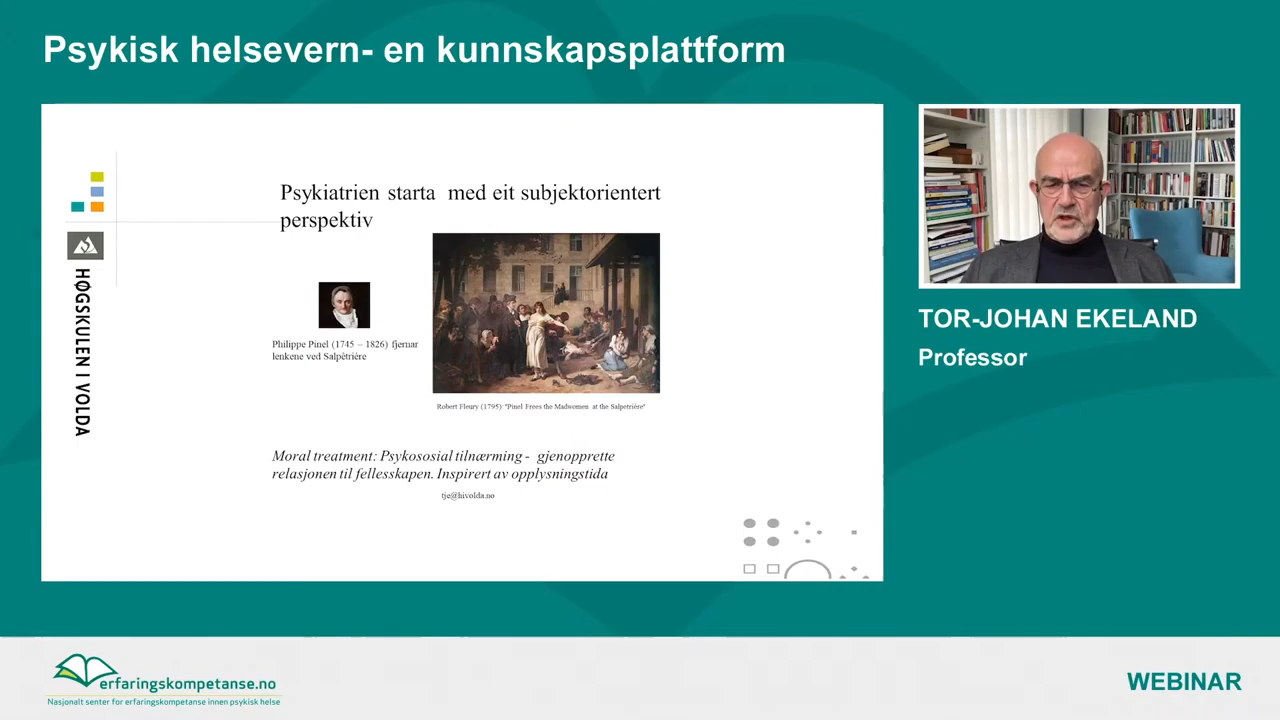 Psykisk helsevern- en kunnskapsplattform
Psykiatrien starta med eit subjektorientert
perspektiv
HØGSKULEN I VOLDA
Philippe Pinel (1745 – 1826) fjernar
lenkene ved Salpêtriére
Robert Fleury (1795): "Pinel Frees the Madwomen at the Salpetrière"
Moral treatment: Psykososial tilnærming - gjenopprette
relasjonen til fellesskapen. Inspirert av opplysningstida
tje@hivolda.no
TOR-JOHAN EKELAND
Professor
erfaringskompetanse.no
Nasjonalt senter for erfaringskompetanse innen psykisk helse
WEBINAR